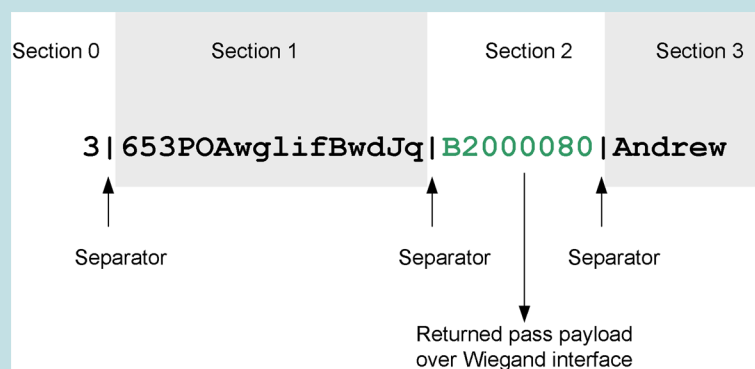 Section 0 Section 1 Section 2 Section 3
3|653POAwglifBwdJq|B2000080|Andrew
Separator Separator Separator
Returned pass payload
over Wiegand interface